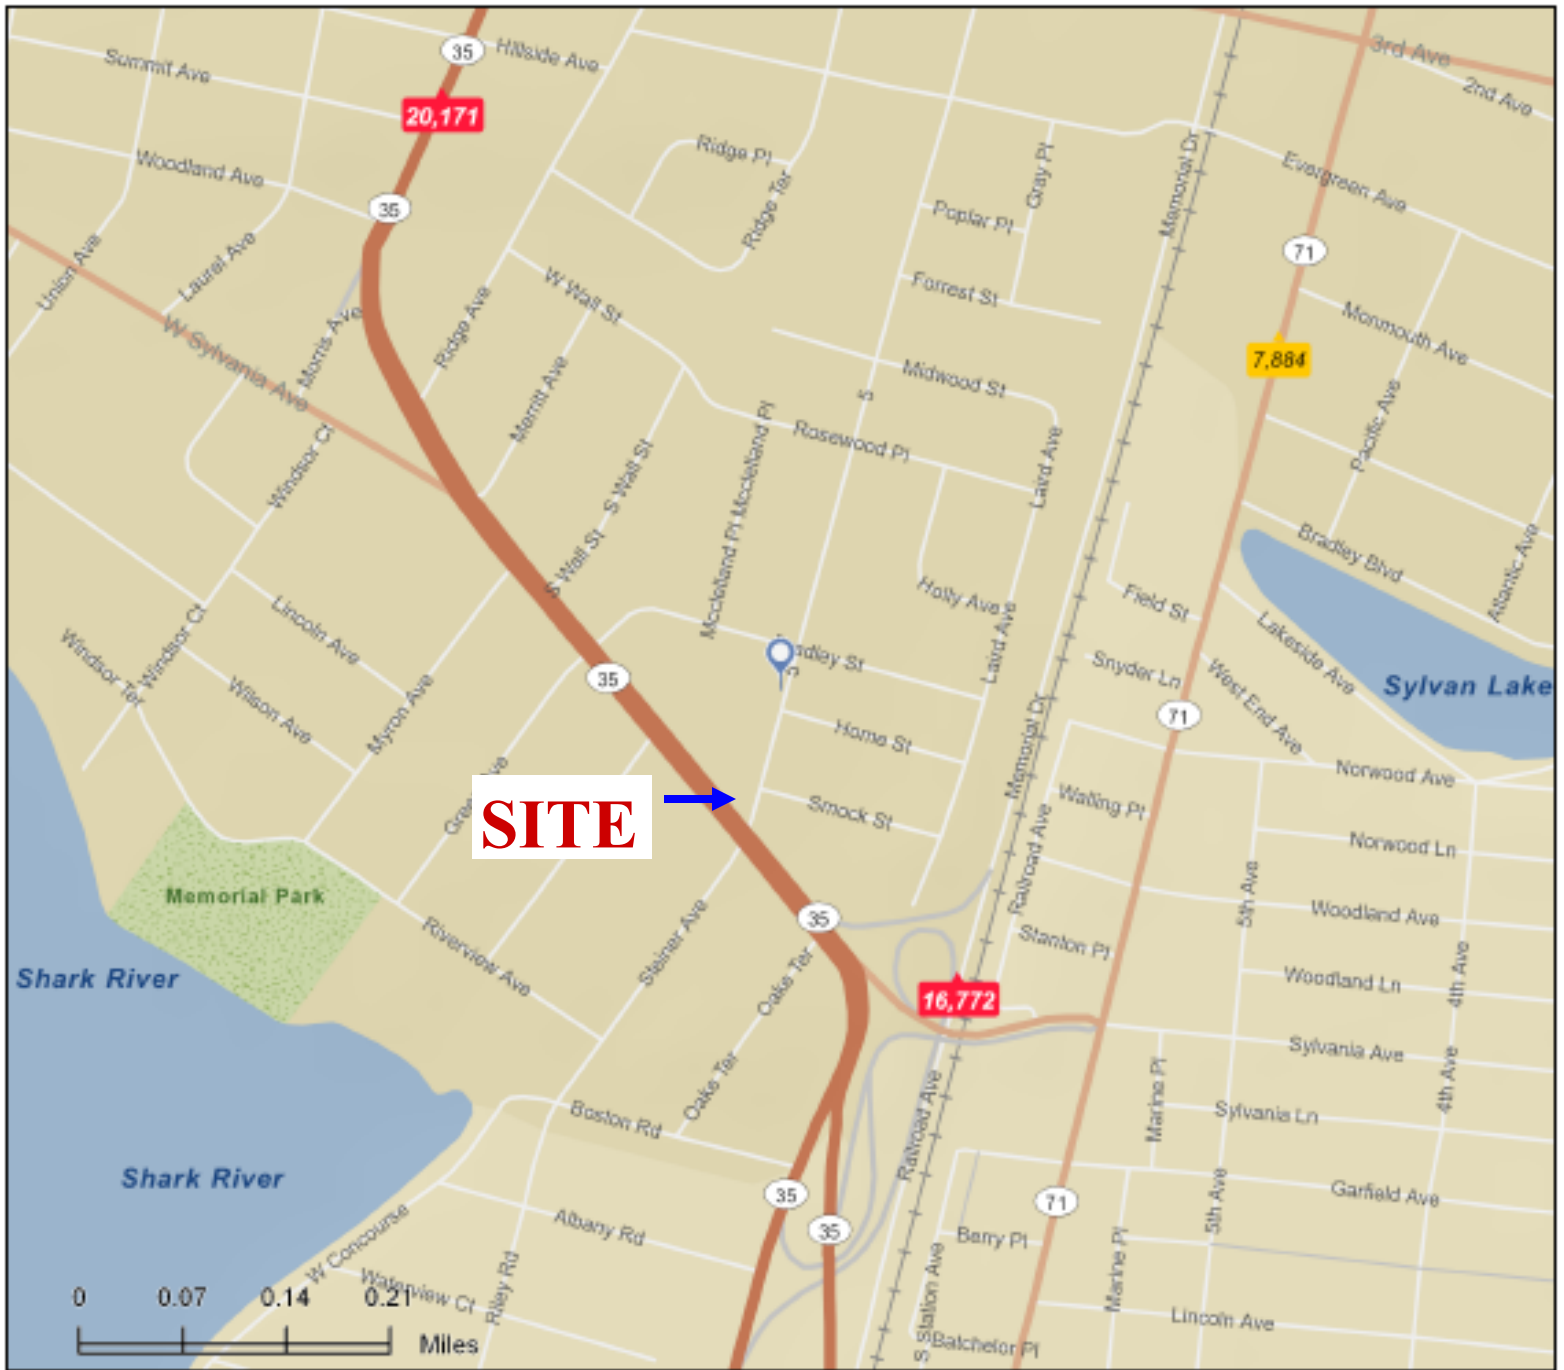 35
Hillside Ave
3rd Ave
Summit Ave
2nd Ave
20,171
Ridge Pl
Memorial Dr
Gray Pl
Woodland Ave
Evergreen Ave
Ridge Ter
35
Poplar Pl
71
Union Ave
Laurel Ave
W Wall St
Forrest St
Ridge Ave
Monmouth Ave
Morris Ave
7,884
W Sylvania Ave
Midwood St
Merritt Ave
S
Pacific Ave
Rosewood Pl
Mcclelland Pl
Laird Ave
Windsor Ct
S Wall St
Bradley Blvd
Mcclelland Pl
S Wall St
Atlantic Ave
Holly Ave
Field St
Lincoln Ave
Laird Ave
Lakeside Ave
Windsor Ct
adley St
S
Snyder Ln
Windsor Ter
35
West End Ave
Sylvan Lake
Wilson Ave
Myron Ave
71
Home St
Memorial Dr
Norwood Ave
SITE
Walling Pl
Smock St
Norwood Ln
Railroad Ave
Memorial Park
5th Ave
Woodland Ave
35
Stanton Pl
Riverview Ave
Steiner Ave
Shark River
Oake Ter
Woodland Ln
4th Ave
16,772
Sylvania Ave
Oake Ter
Marine Pl
4th Ave
Boston Rd
Railroad Ave
Sylvania Ln
Shark River
35
71
Garfield Ave
5th Ave
Albany Rd
35
Berry Pl
W Concourse
Marine Pl
Riley Rd
Waterview Ct
S Station Ave
0 0.07 0.14 0.21
Miles
Lincoln Ave
Batchelor Pl